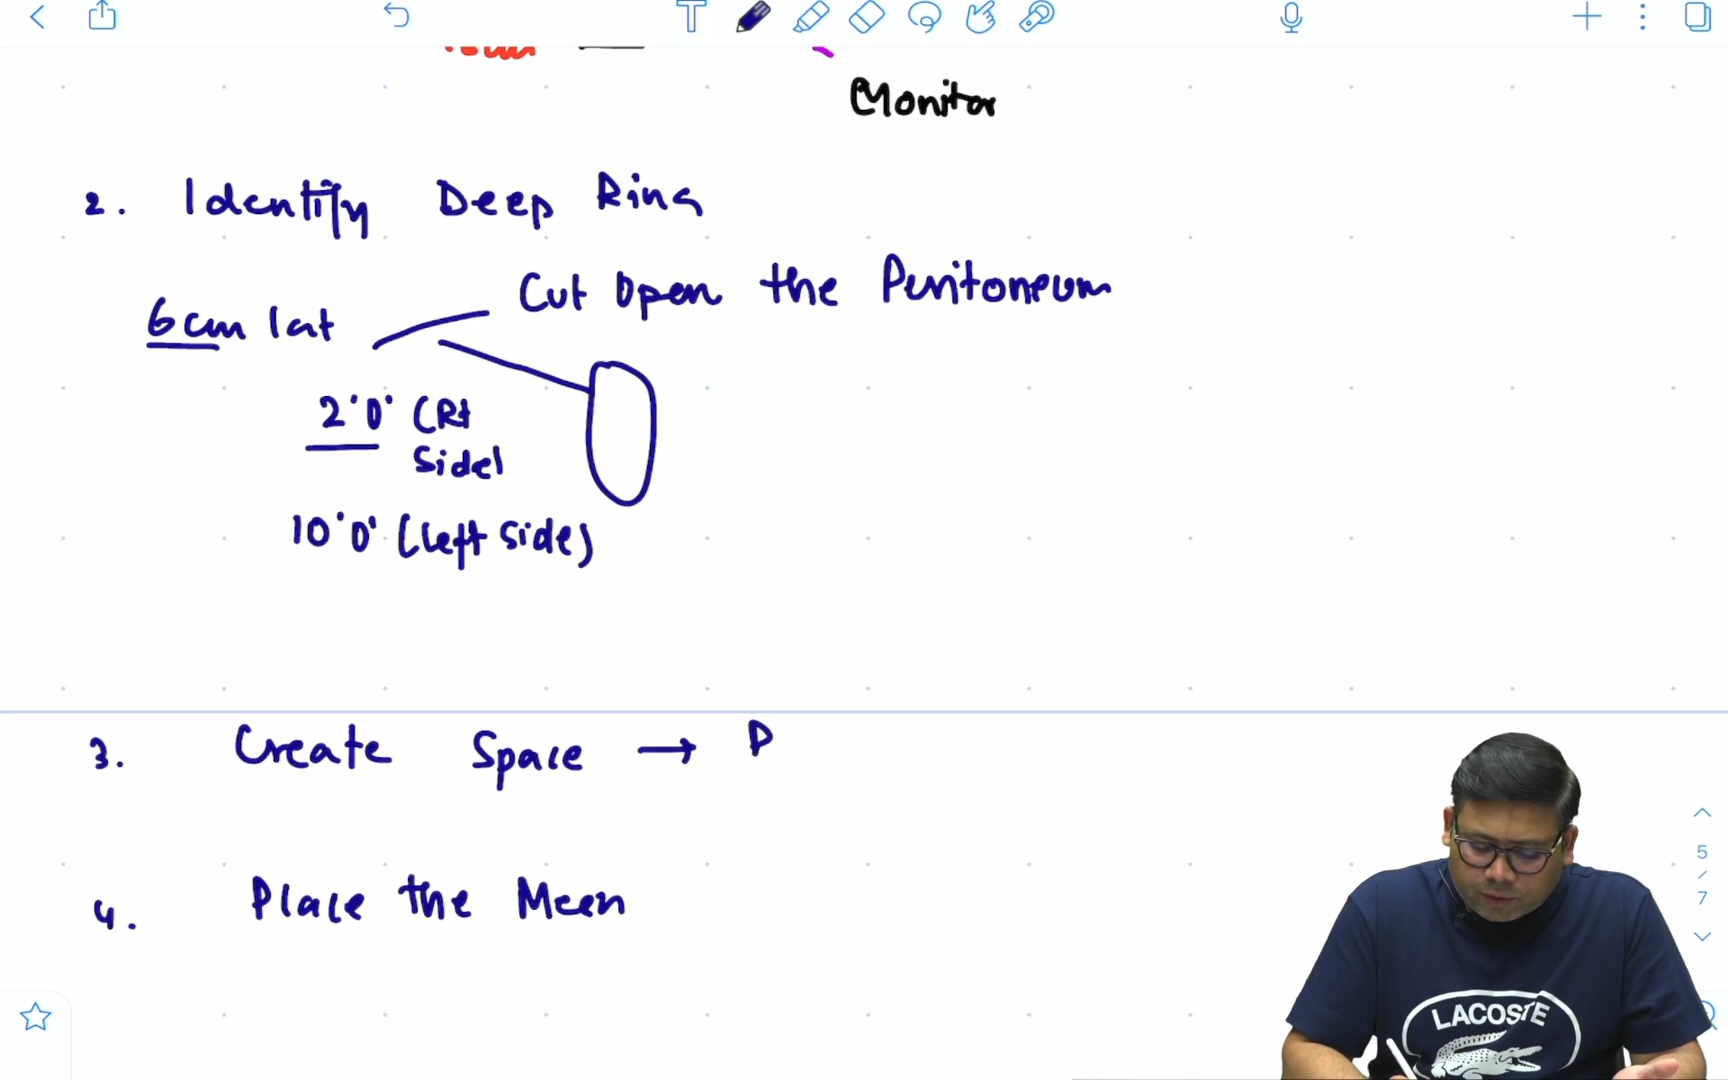 Monitor
2. Identify Deep Ring
Cut Open the Peritoneum
6cm lat
2'0' (Rt
Side)
10'0' (left side)
3. Create Space → P
4. Place the Mesh
5
7
LACOSTE